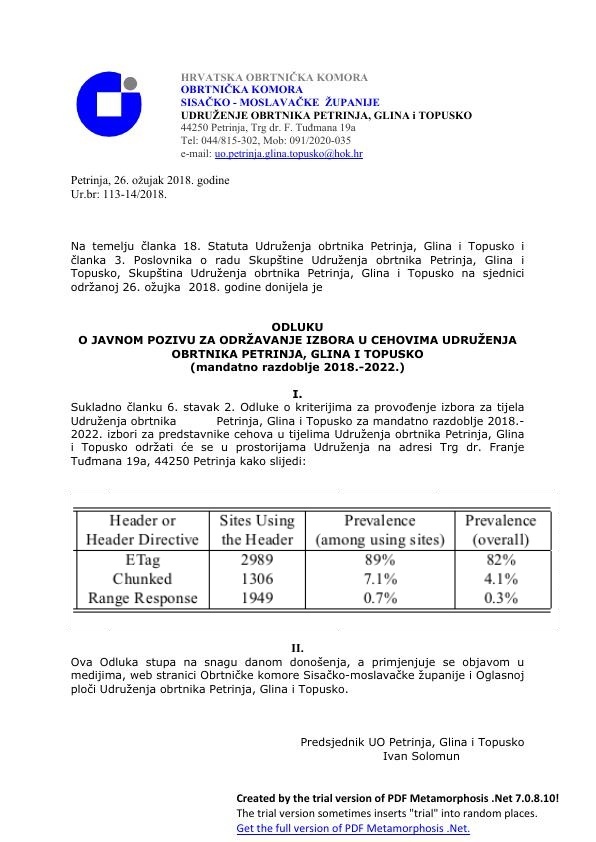 HRVATSKA OBRTNIČKA KOMORA
OBRTNIČKA KOMORA
SISAČKO - MOSLAVAČKE ŽUPANIJE
UDRUŽENJE OBRTNIKA PETRINJA, GLINA i TOPUSKO
44250 Petrinja, Trg dr. F. Tuđmana 19a
Tel: 044/815-302, Mob: 091/2020-035
e-mail: uo.petrinja.glina.topusko@hok.hr
Petrinja, 26. ožujak 2018. godine
Ur.br: 113-14/2018.
Na temelju članka 18. Statuta Udruženja obrtnika Petrinja, Glina i Topusko i
članka 3. Poslovnika o radu Skupštine Udruženja obrtnika Petrinja, Glina i
Topusko, Skupština Udruženja obrtnika Petrinja, Glina i Topusko na sjednici
održanoj 26. ožujka 2018. godine donijela je
ODLUKU
O JAVNOM POZIVU ZA ODRŽAVANJE IZBORA U CEHOVIMA UDRUŽENJA
OBRTNIKA PETRINJA, GLINA I TOPUSKO
(mandatno razdoblje 2018.-2022.)
I.
Sukladno članku 6. stavak 2. Odluke o kriterijima za provođenje izbora za tijela
Udruženja obrtnika Petrinja, Glina i Topusko za mandatno razdoblje 2018.-
2022. izbori za predstavnike cehova u tijelima Udruženja obrtnika Petrinja, Glina
i Topusko održati će se u prostorijama Udruženja na adresi Trg dr. Franje
Tuđmana 19a, 44250 Petrinja kako slijedi:
Header or Sites Using Prevalence Prevalence
Header Directive the Header (among using sites) (overall)
ETag 2989 89% 82%
Chunked 1306 7.1% 4.1%
Range Response 1949 0.7% 0.3%
II.
Ova Odluka stupa na snagu danom donošenja, a primjenjuje se objavom u
medijima, web stranici Obrtničke komore Sisačko-moslavačke županije i Oglasnoj
ploči Udruženja obrtnika Petrinja, Glina i Topusko.
Predsjednik UO Petrinja, Glina i Topusko
Ivan Solomun
Created by the trial version of PDF Metamorphosis .Net 7.0.8.10!
The trial version sometimes inserts "trial" into random places.
Get the full version of PDF Metamorphosis .Net.